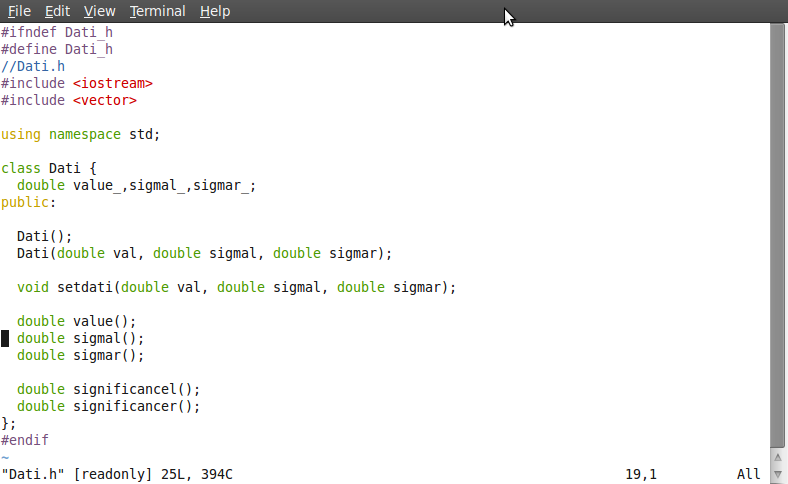 File Edit View Terminal Help
#ifndef Dati_h
#define Dati_h
//Dati.h
#include <iostream>
#include <vector>

using namespace std;

class Dati {
  double value_,sigmal_,sigmar_;
public:

  Dati();
  Dati(double val, double sigmal, double sigmar);

  void setdati(double val, double sigmal, double sigmar);

  double value();
  double sigmal();
  double sigmar();

  double significancel();
  double significancer();
};
#endif
~
"Dati.h" [readonly] 25L, 394C 19,1 All